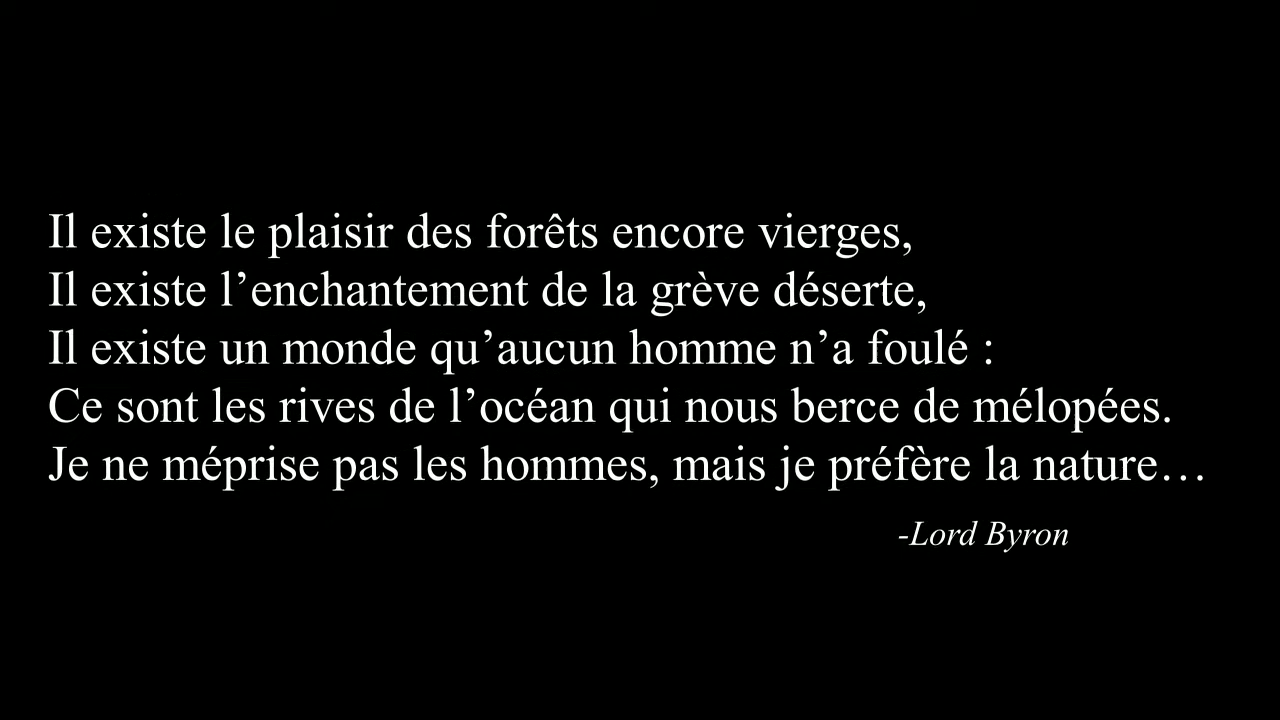 Il existe le plaisir des forêts encore vierges,
Il existe l’enchantement de la grève déserte,
Il existe un monde qu’aucun homme n’a foulé :
Ce sont les rives de l’océan qui nous berce de mélopées.
Je ne méprise pas les hommes, mais je préfère la nature…
-Lord Byron